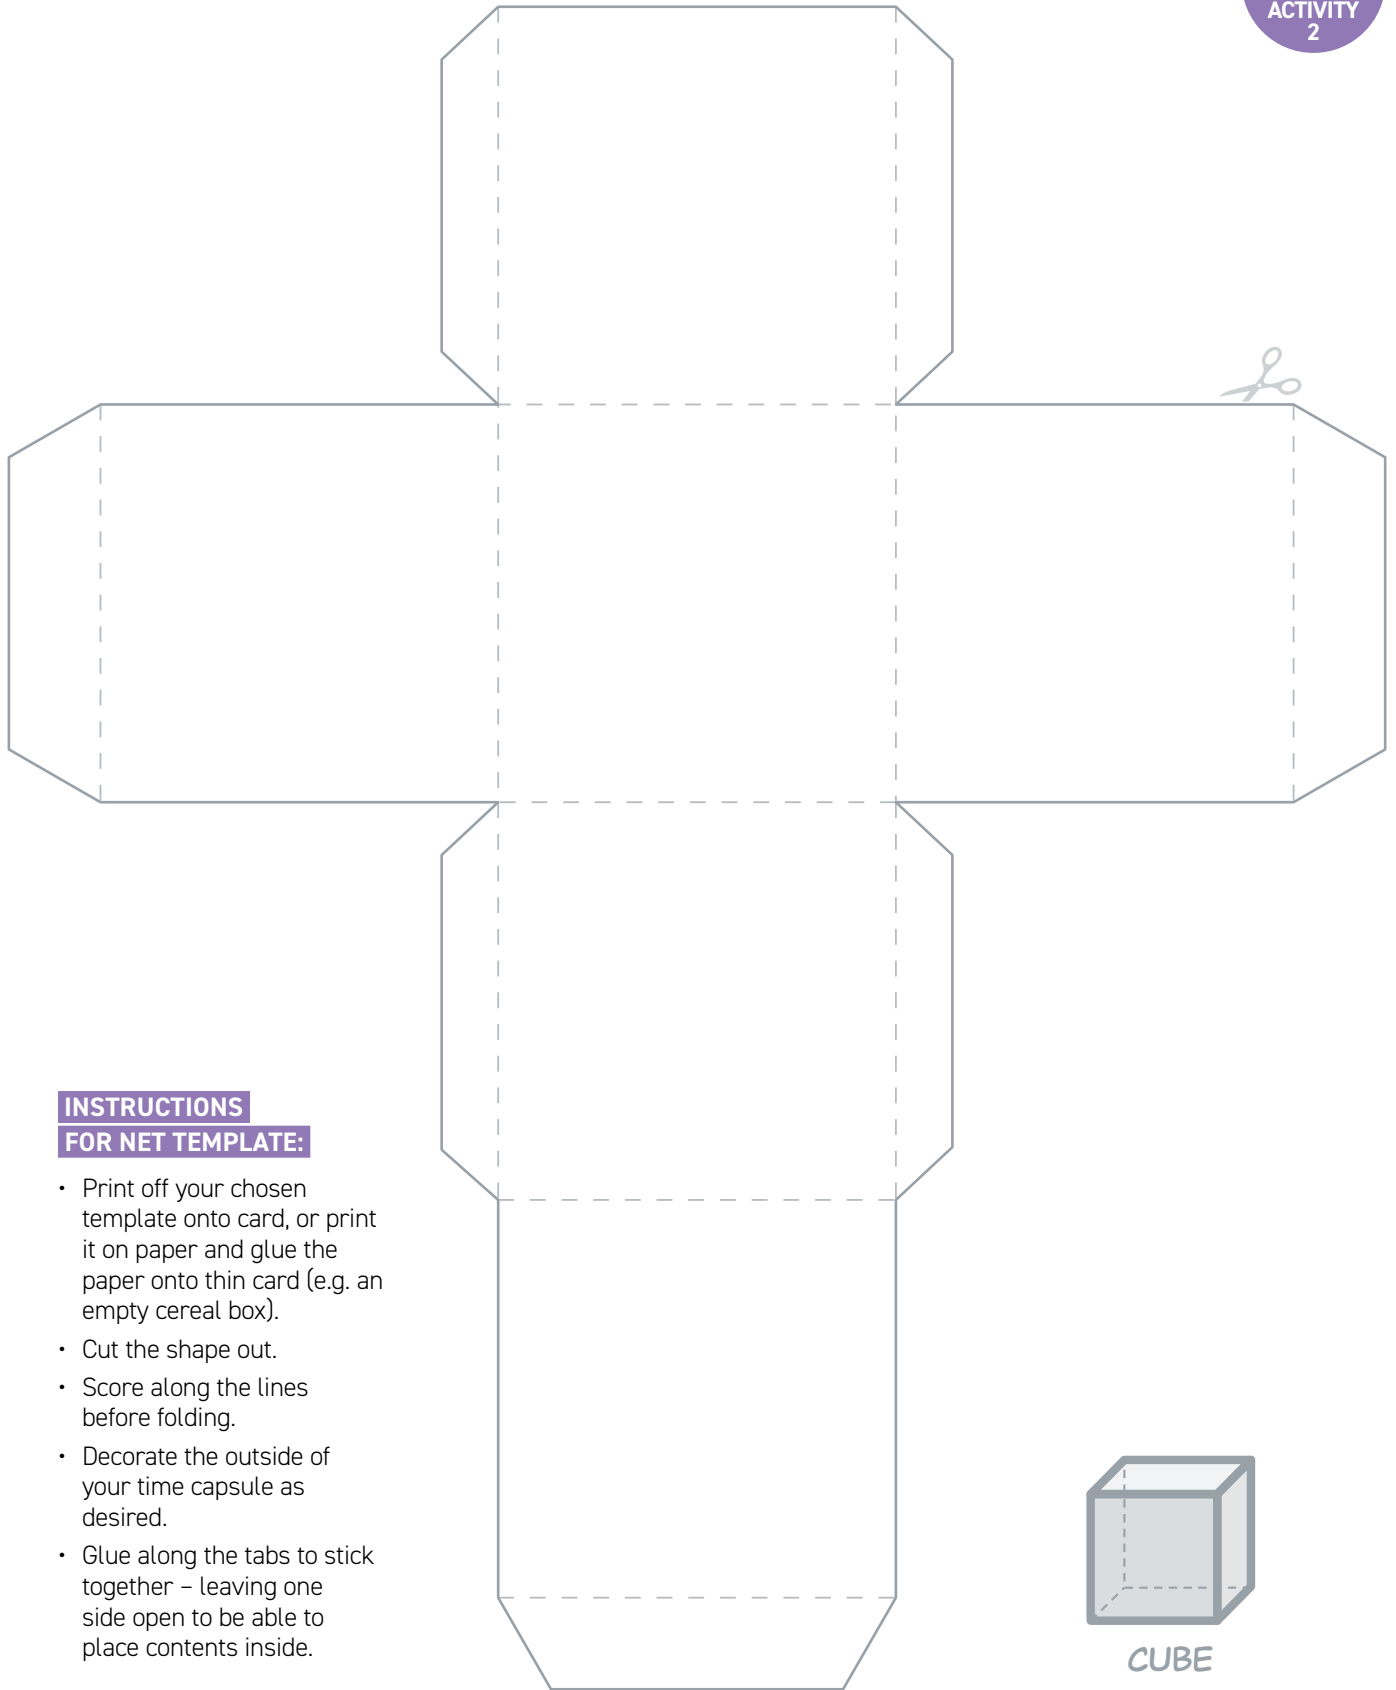 ACTIVITY
2
INSTRUCTIONS
FOR NET TEMPLATE:
• Print off your chosen
template onto card, or print
it on paper and glue the
paper onto thin card (e.g. an
empty cereal box).
• Cut the shape out.
• Score along the lines
before folding.
• Decorate the outside of
your time capsule as
desired.
• Glue along the tabs to stick
together – leaving one
side open to be able to
place contents inside.
CUBE